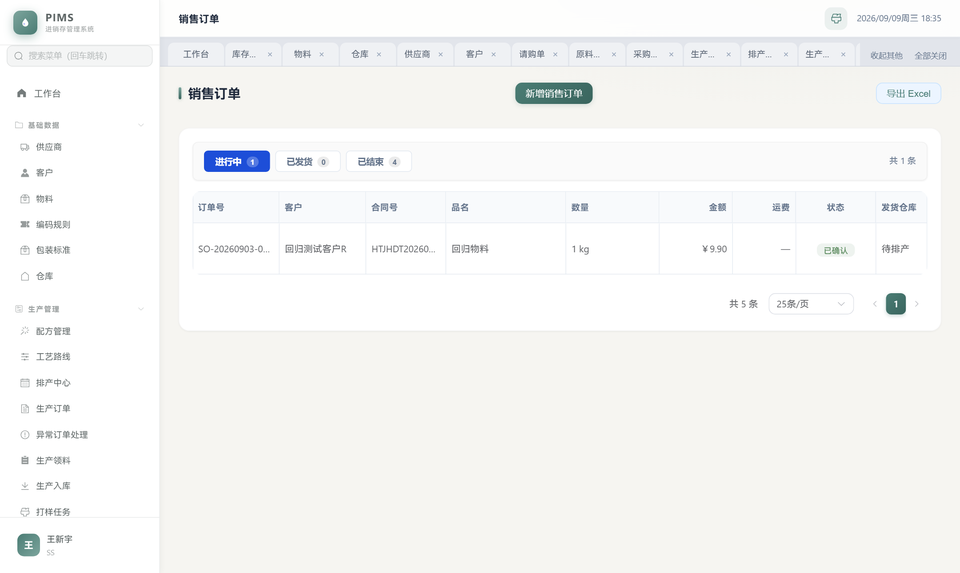 PIMS
进销存管理系统
搜索菜单（回车跳转）
工作台
基础数据
供应商
客户
物料
编码规则
包装标准
仓库
生产管理
配方管理
工艺路线
排产中心
生产订单
异常订单处理
生产领料
生产入库
打样任务
王
王新宇
SS
销售订单
2026/09/09周三 18:35
工作台
库存... ×
物料 ×
仓库 ×
供应商 ×
客户 ×
请购单 ×
原料... ×
采购... ×
生产... ×
排产... ×
生产... ×
收起其他 全部关闭
销售订单
新增销售订单
导出 Excel
进行中 1
已发货 0
已结束 4
共 1 条
订单号 客户 合同号 品名 数量 金额 运费 状态 发货仓库
SO-20260903-0... 回归测试客户R HTJHDT20260... 回归物料 1 kg ￥9.90 — 已确认 待排产
共 5 条 25条/页 1